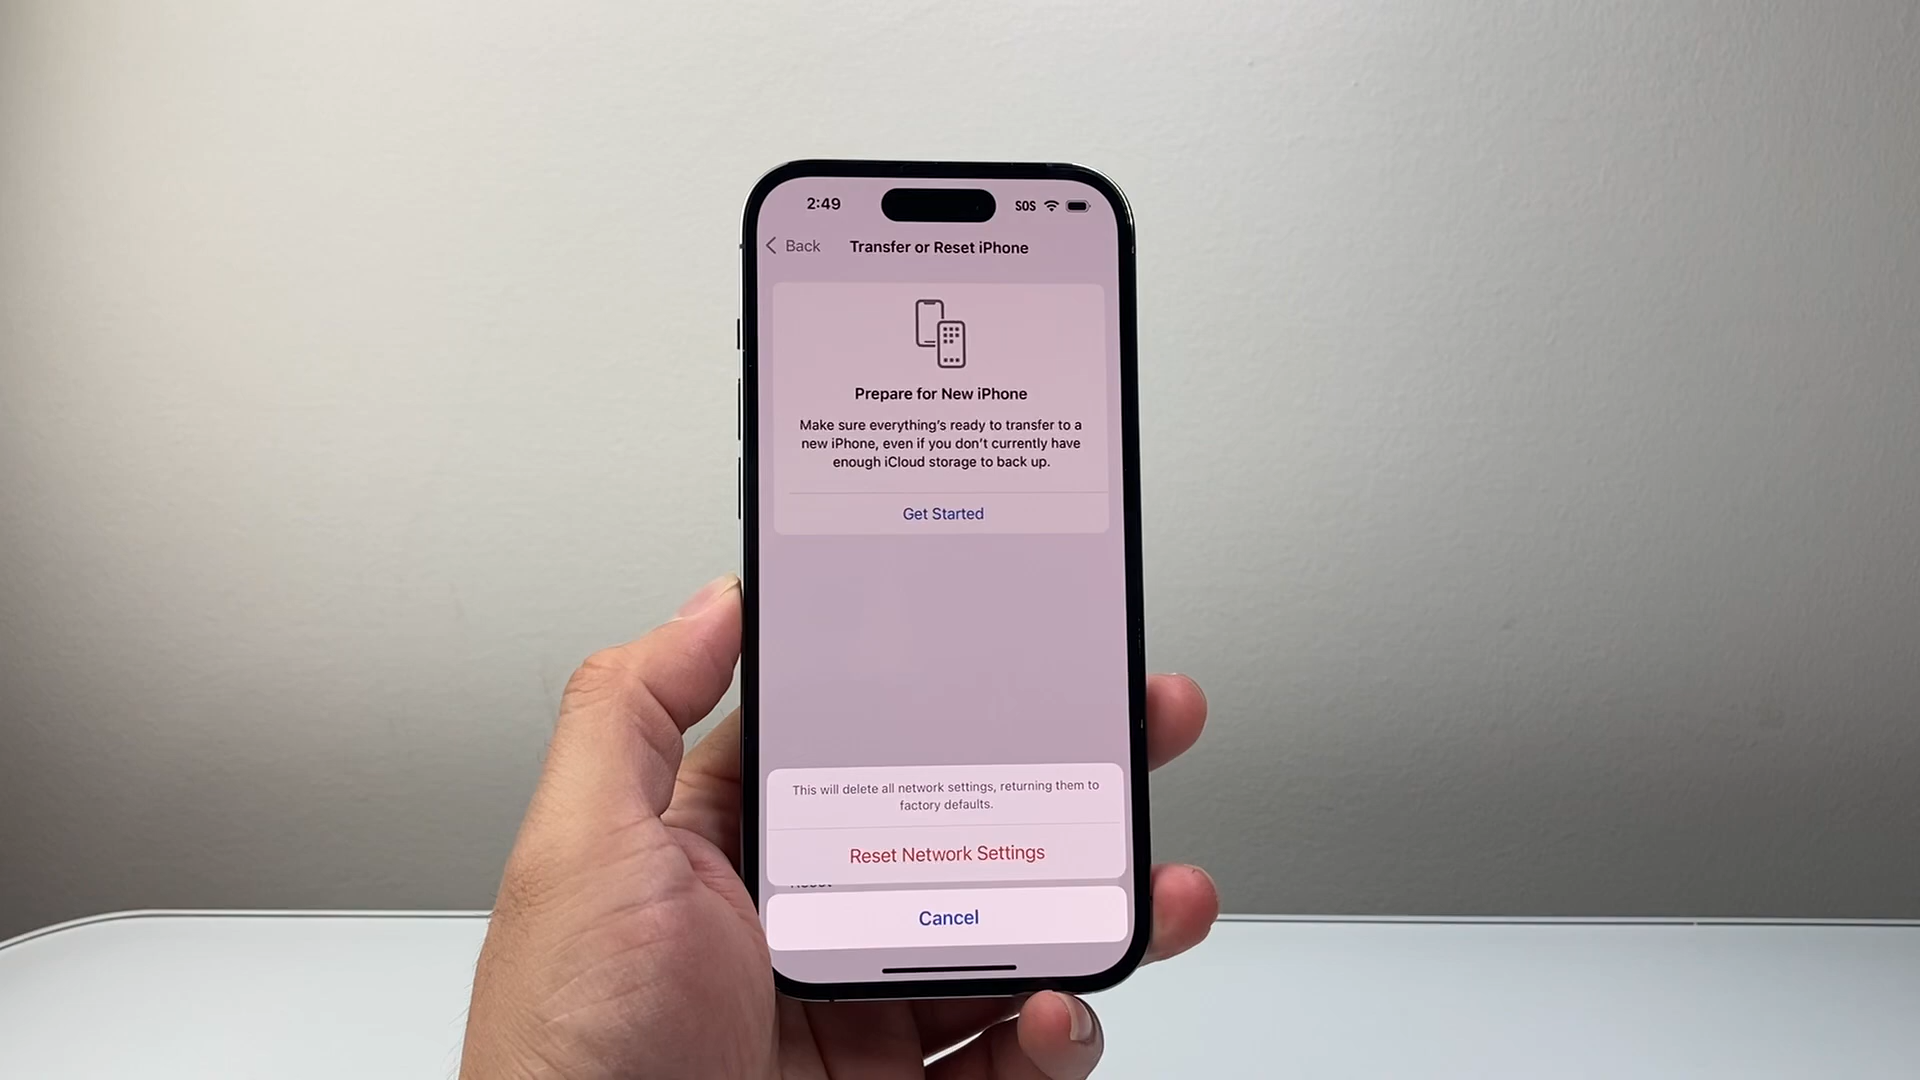 2:49
SOS
Back
Transfer or Reset iPhone
Prepare for New iPhone
Make sure everything's ready to transfer to a
new iPhone, even if you don't currently have
enough iCloud storage to back up.
Get Started
This will delete all network settings, returning them to
factory defaults.
Reset Network Settings
Cancel